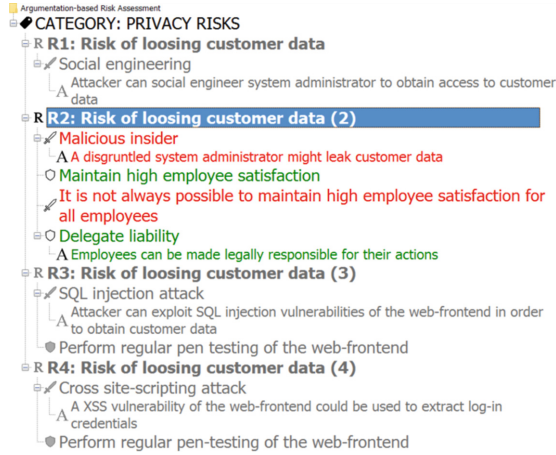 Argumentation-based Risk Assessment
CATEGORY: PRIVACY RISKS
R R1: Risk of loosing customer data
Social engineering
A Attacker can social engineer system administrator to obtain access to customer
data
R R2: Risk of loosing customer data (2)
Malicious insider
A A disgruntled system administrator might leak customer data
Maintain high employee satisfaction
It is not always possible to maintain high employee satisfaction for
all employees
Delegate liability
A Employees can be made legally responsible for their actions
R R3: Risk of loosing customer data (3)
SQL injection attack
A Attacker can exploit SQL injection vulnerabilities of the web-frontend in order
to obtain customer data
Perform regular pen testing of the web-frontend
R R4: Risk of loosing customer data (4)
Cross site-scripting attack
A A XSS vulnerability of the web-frontend could be used to extract log-in
credentials
Perform regular pen-testing of the web-frontend